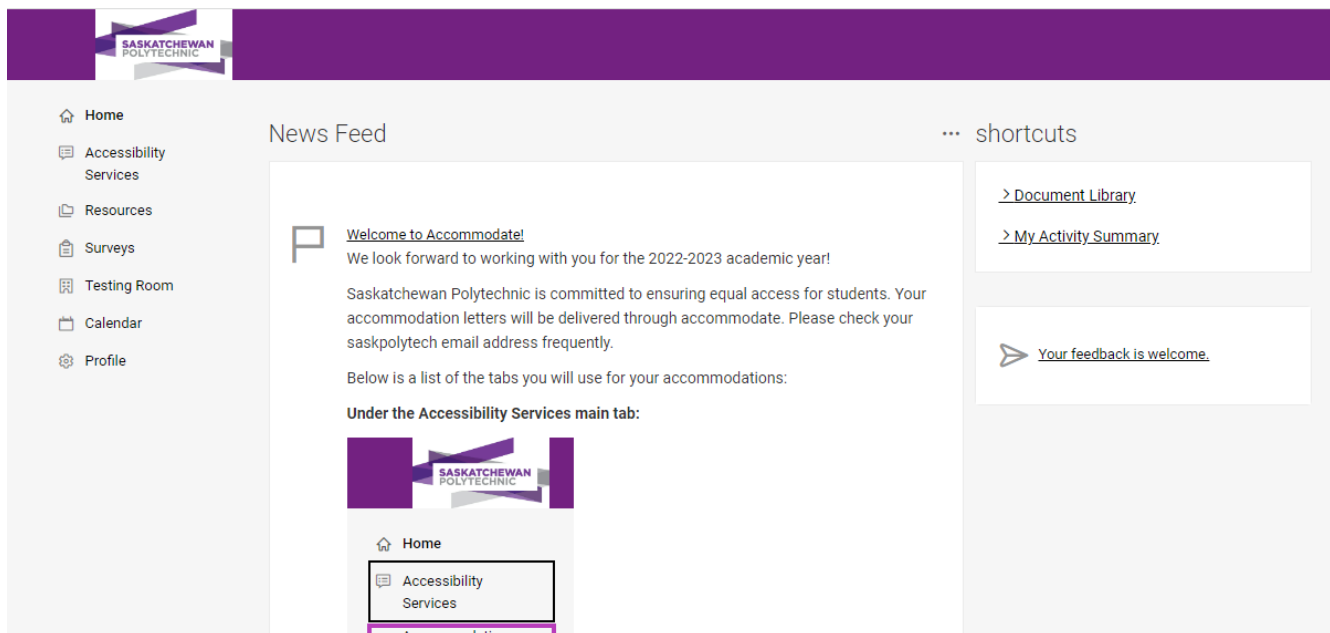 SASKATCHEWAN
POLYTECHNIC
Home
Accessibility
Services
Resources
Surveys
Testing Room
Calendar
Profile
News Feed
...
Welcome to Accommodate!
We look forward to working with you for the 2022-2023 academic year!
Saskatchewan Polytechnic is committed to ensuring equal access for students. Your
accommodation letters will be delivered through accommodate. Please check your
saskpolytech email address frequently.
Below is a list of the tabs you will use for your accommodations:
Under the Accessibility Services main tab:
SASKATCHEWAN
POLYTECHNIC
Home
Accessibility
Services
shortcuts
> Document Library
> My Activity Summary
Your feedback is welcome.